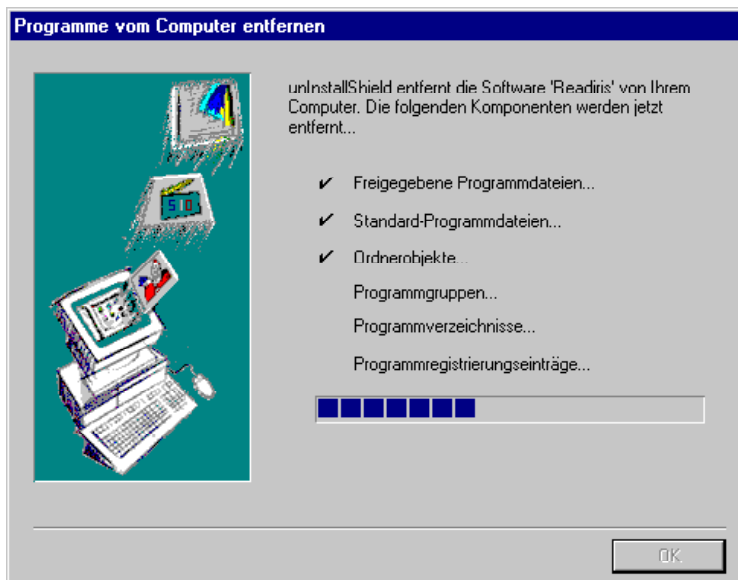 Programme vom Computer entfernen
unInstallShield entfernt die Software 'Readiris' von Ihrem
Computer. Die folgenden Komponenten werden jetzt
entfernt...
Freigegebene Programmdateien...
Standard-Programmdateien...
Ordnerobjekte...
Programmgruppen...
Programmverzeichnisse...
Programmregistrierungseinträge...
OK